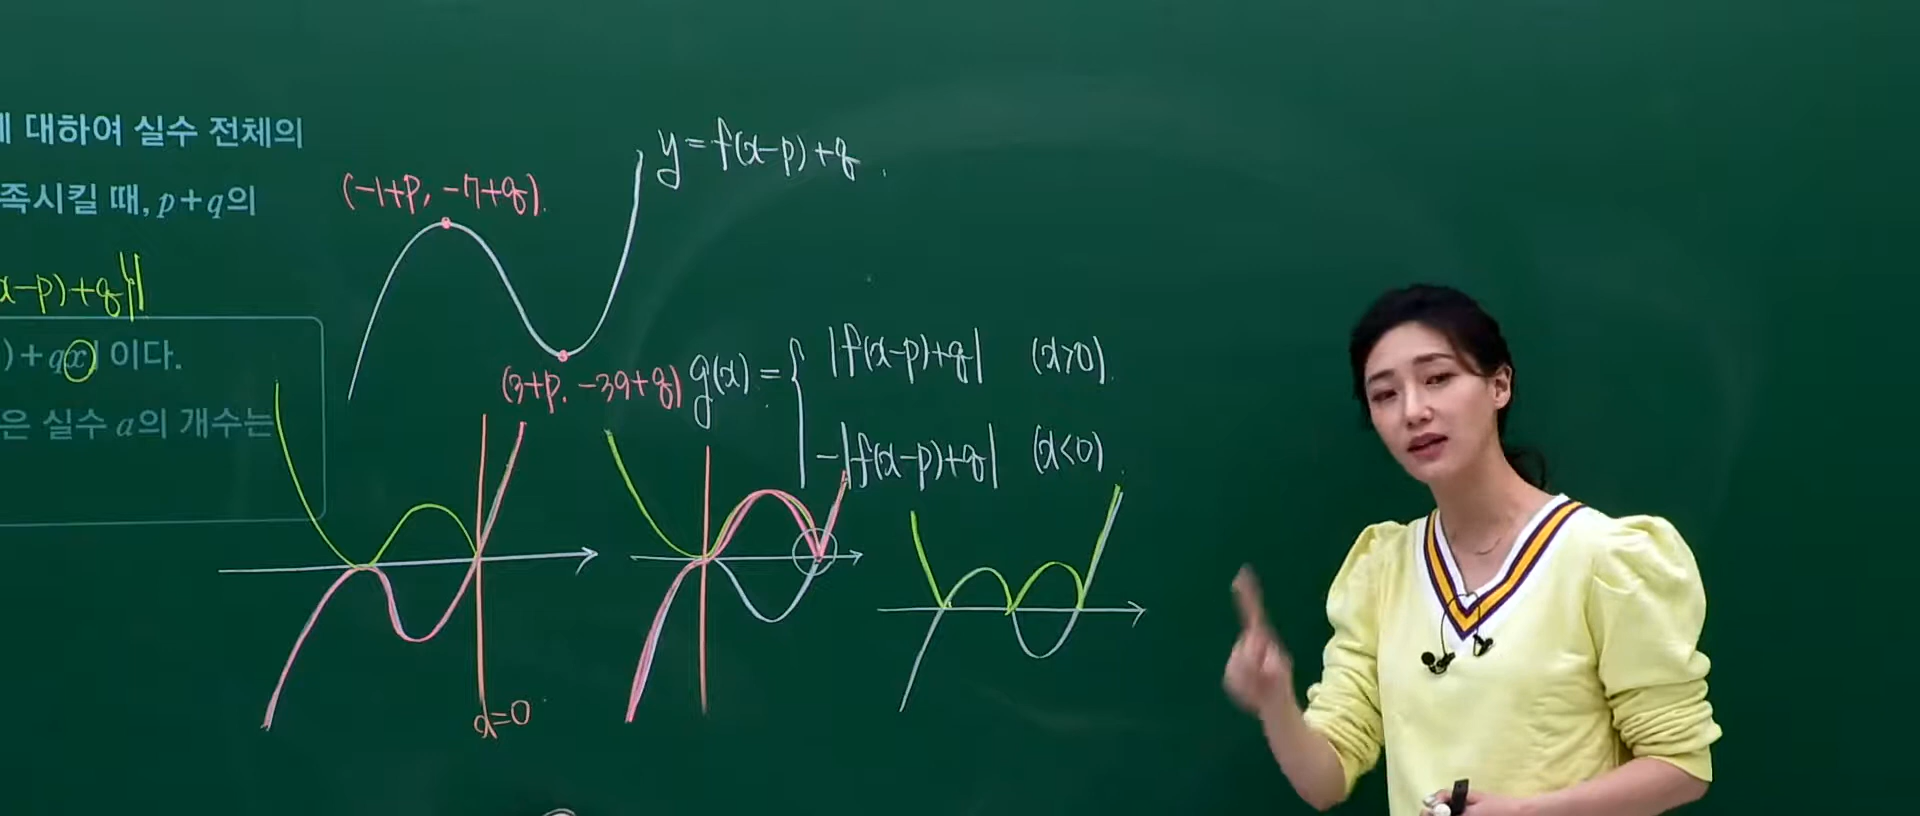 대하여 실수 전체의
족시킬 때, p+q의
x-p)+q}|
)+qx| 이다.
은 실수 a의 개수는
y=f(x-p)+q
(-1+p, -7+q).
(3+p, -39+q)
g(x)={ |f(x-p)+q| (x>0).
-|f(x-p)+q| (x<0).
x=0